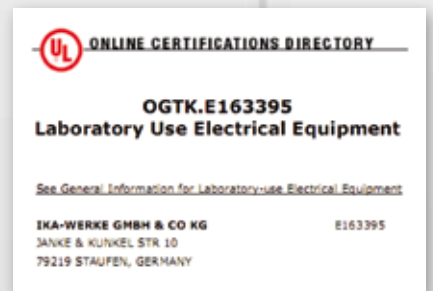 UL ONLINE CERTIFICATIONS DIRECTORY
OGTK.E163395
Laboratory Use Electrical Equipment
See General Information for Laboratory-use Electrical Equipment
IKA-WERKE GMBH & CO KG E163395
JANKE & KUNKEL STR 10
79219 STAUFEN, GERMANY